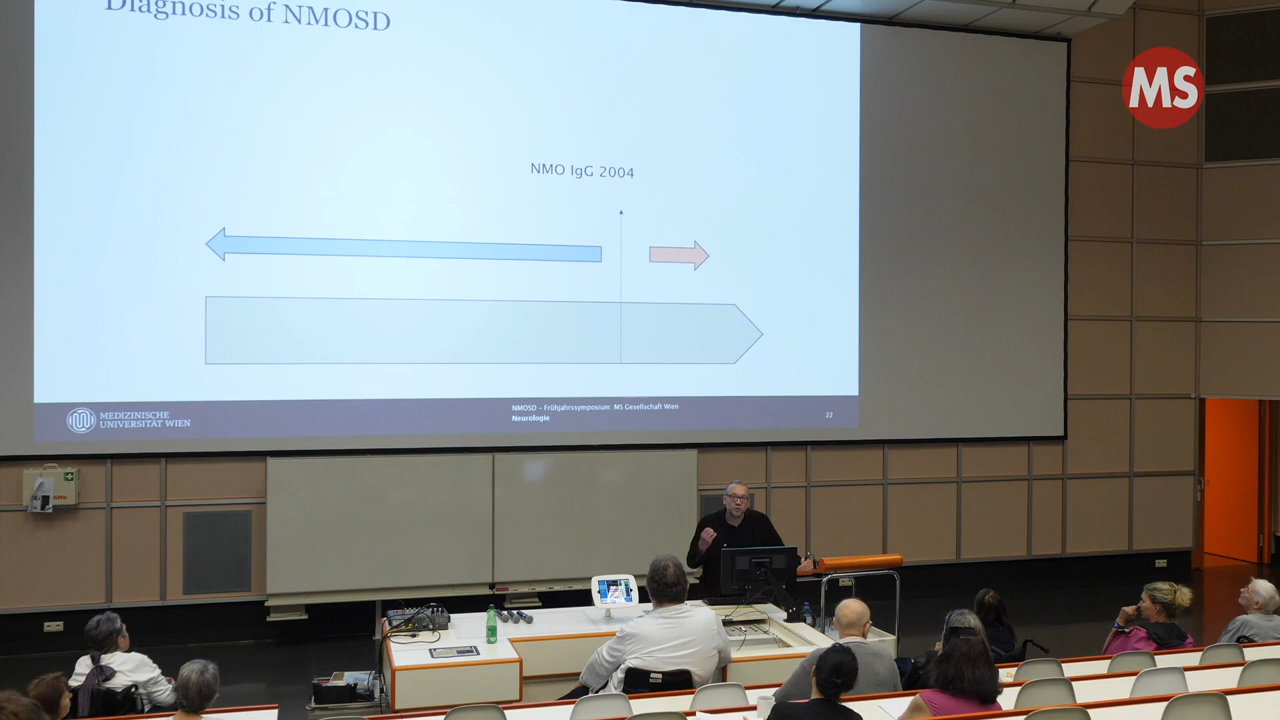 Diagnosis of NMOSD
MS
NMO IgG 2004
MEDIZINISCHE
UNIVERSITÄT WIEN
NMOSD – Frühjahrssymposium MS Gesellschaft Wien
Neurologie
22